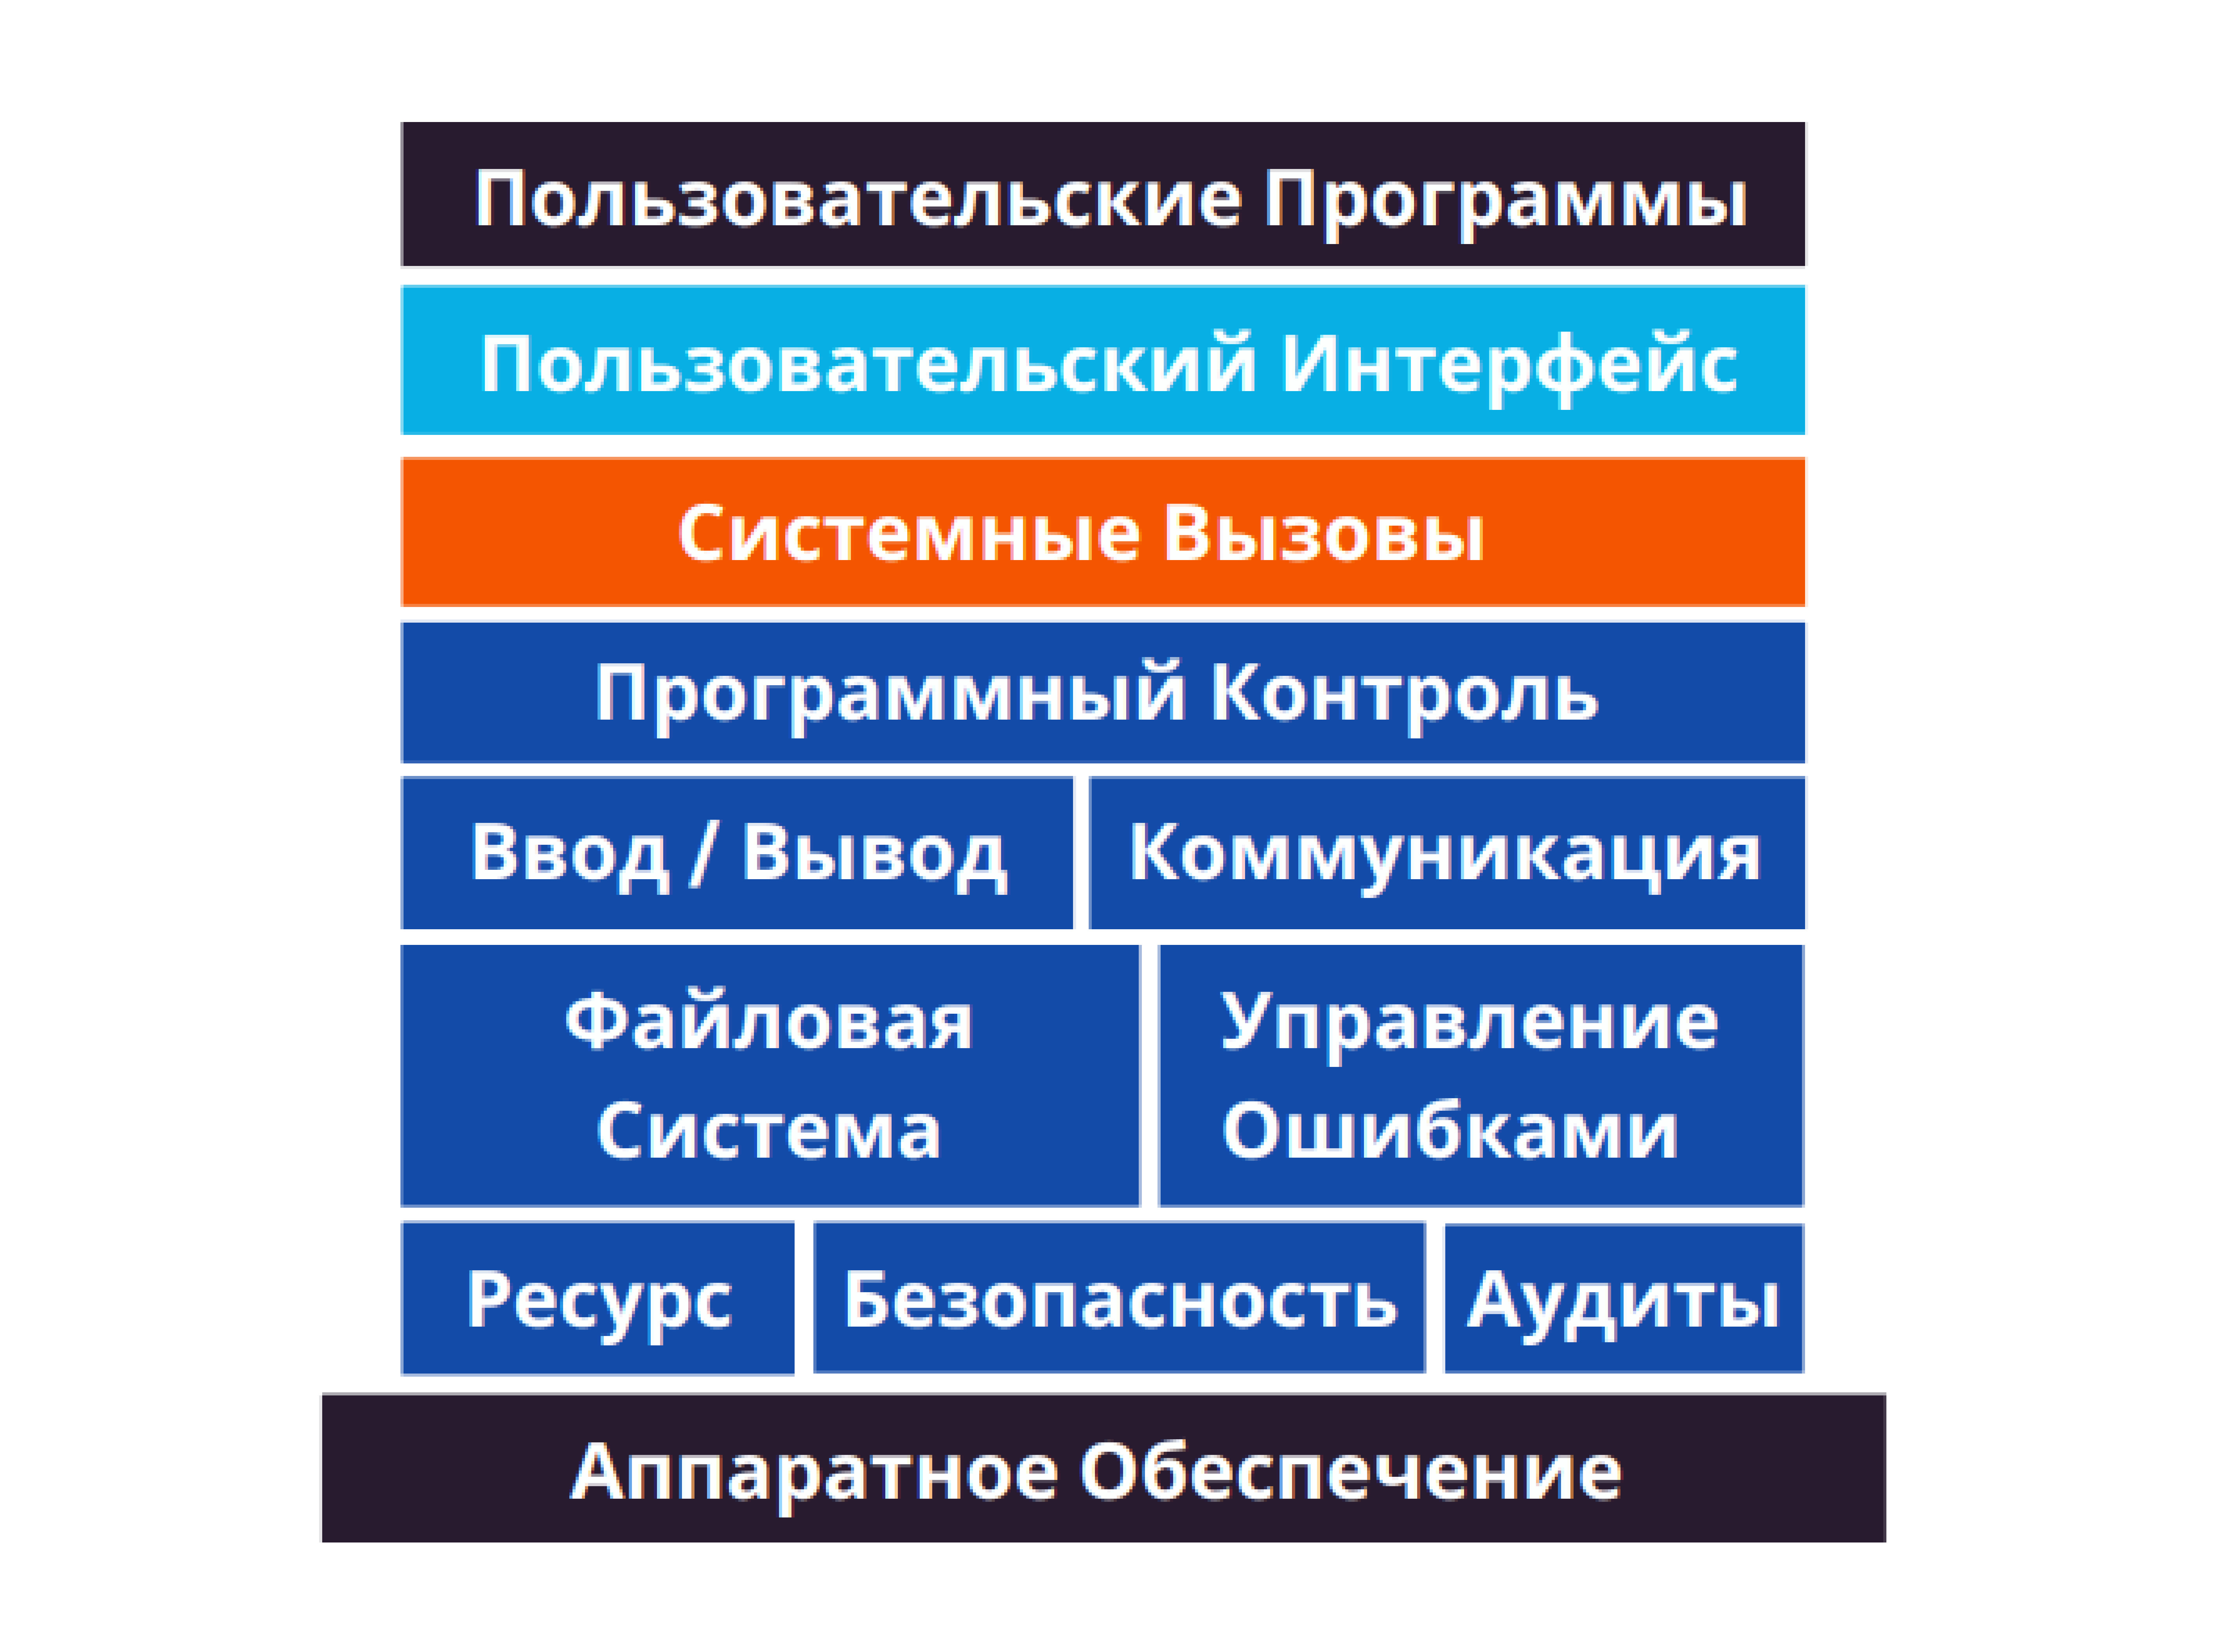 Пользовательские Программы
Пользовательский Интерфейс
Системные Вызовы
Программный Контроль
Ввод / Вывод
Коммуникация
Файловая
Система
Управление
Ошибками
Ресурс
Безопасность
Аудиты
Аппаратное Обеспечение